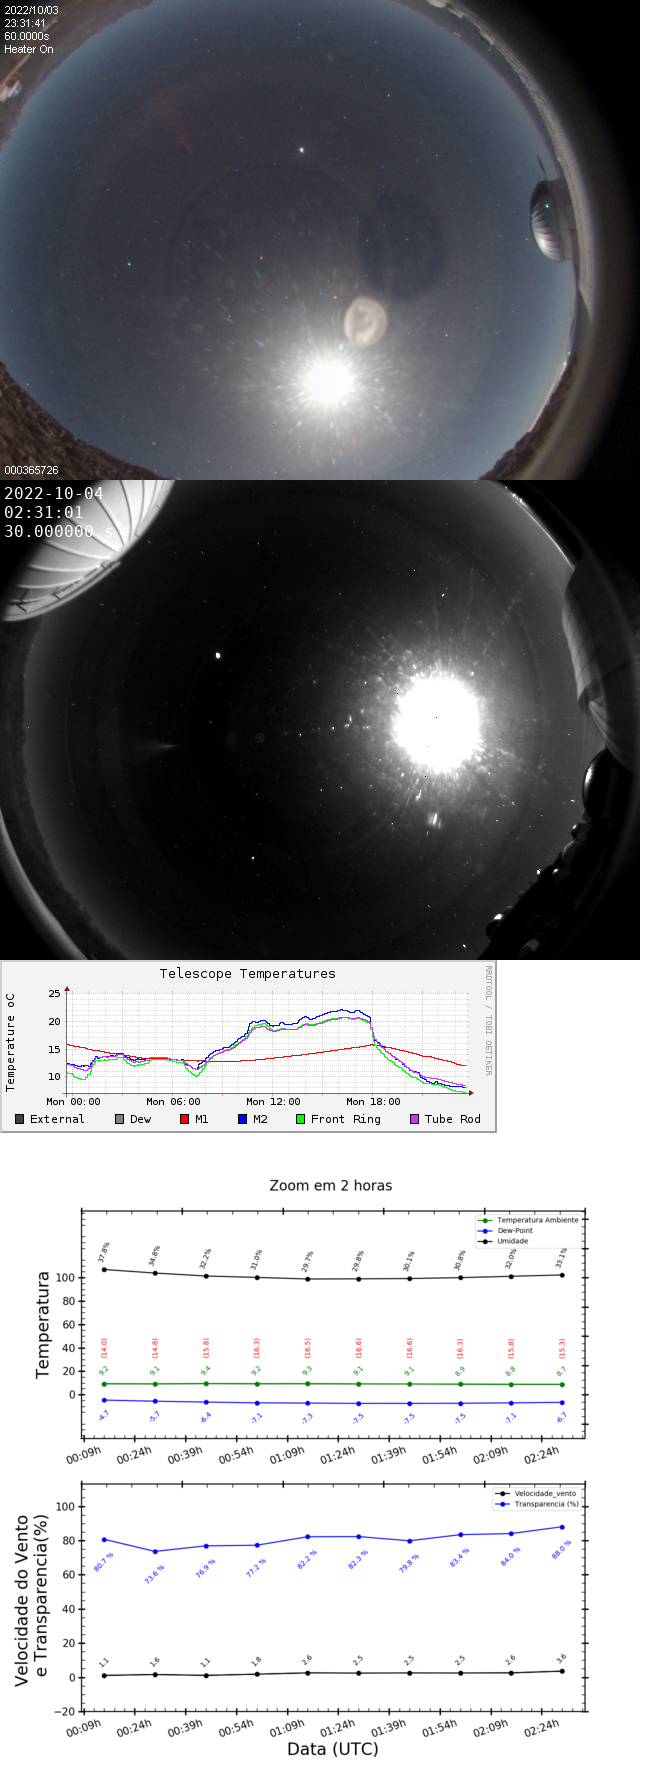 2022/10/03
23:31:41
60.0000s
Heater On
000365726
2022-10-04
02:31:01
30.000000 s
Telescope Temperatures
RRDTOOL / TOBI OETIKER
Temperature oC
25
20
15
10
Mon 00:00 Mon 06:00 Mon 12:00 Mon 18:00
External Dew M1 M2 Front Ring Tube Rod
Zoom em 2 horas
Temperatura Ambiente
Dew-Point
Umidade
Temperatura
100
80
60
40
20
0
37.8% 34.8% 32.2% 31.0% 29.7% 29.8% 30.1% 30.8% 32.0% 33.1%
(14.0) (14.8) (15.8) (16.3) (16.5) (16.6) (16.6) (16.3) (15.8) (15.3)
9.2 9.1 9.4 9.2 9.3 9.1 9.1 8.9 8.8 8.7
-4.7 -5.7 -6.4 -7.1 -7.3 -7.5 -7.5 -7.5 -7.1 -6.7
00:09h 00:24h 00:39h 00:54h 01:09h 01:24h 01:39h 01:54h 02:09h 02:24h
Velocidade_vento
Transparencia (%)
Velocidade do Vento
e Transparencia(%)
100
80
60
40
20
0
−20
80.7 % 73.6 % 76.9 % 77.2 % 82.2 % 82.3 % 79.8 % 83.4 % 84.0 % 88.0 %
1.1 1.6 1.1 1.8 2.6 2.5 2.5 2.5 2.6 3.6
00:09h 00:24h 00:39h 00:54h 01:09h 01:24h 01:39h 01:54h 02:09h 02:24h
Data (UTC)